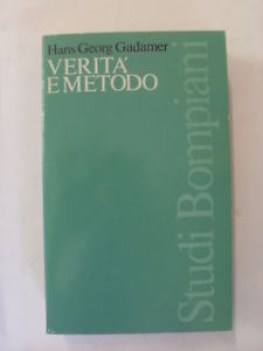 Hans Georg Gadamer
VERITA'
E METODO
Studi Bompiani